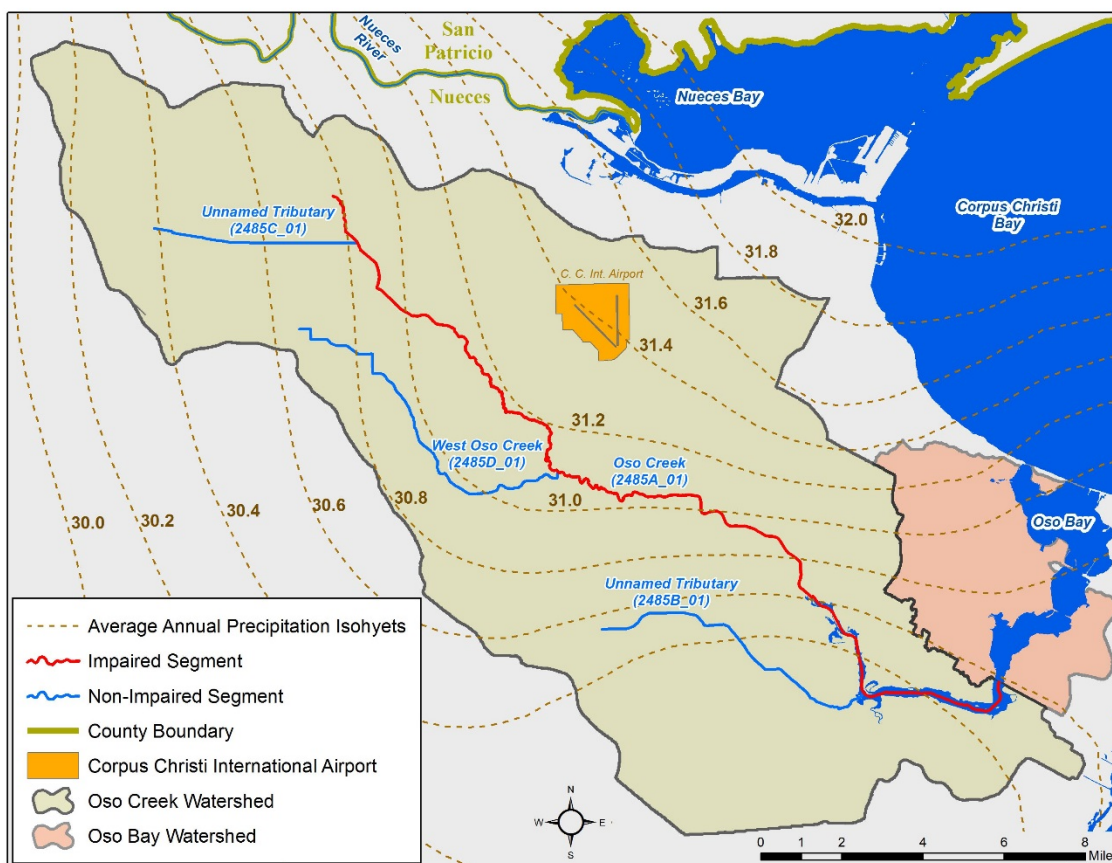 San
Patricio
Nueces
River
Nueces
Nueces Bay
Corpus Christi
Bay
Unnamed Tributary
(2485C_01)
C. C. Int. Airport
32.0
31.8
31.6
31.4
31.2
West Oso Creek
(2485D_01)
Oso Creek
(2485A_01)
31.0
30.8
30.6
30.4
30.2
30.0
Oso Bay
Unnamed Tributary
(2485B_01)
Average Annual Precipitation Isohyets
Impaired Segment
Non-Impaired Segment
County Boundary
Corpus Christi International Airport
Oso Creek Watershed
Oso Bay Watershed
N
W E
S
0 1 2 4 6 8
Mile